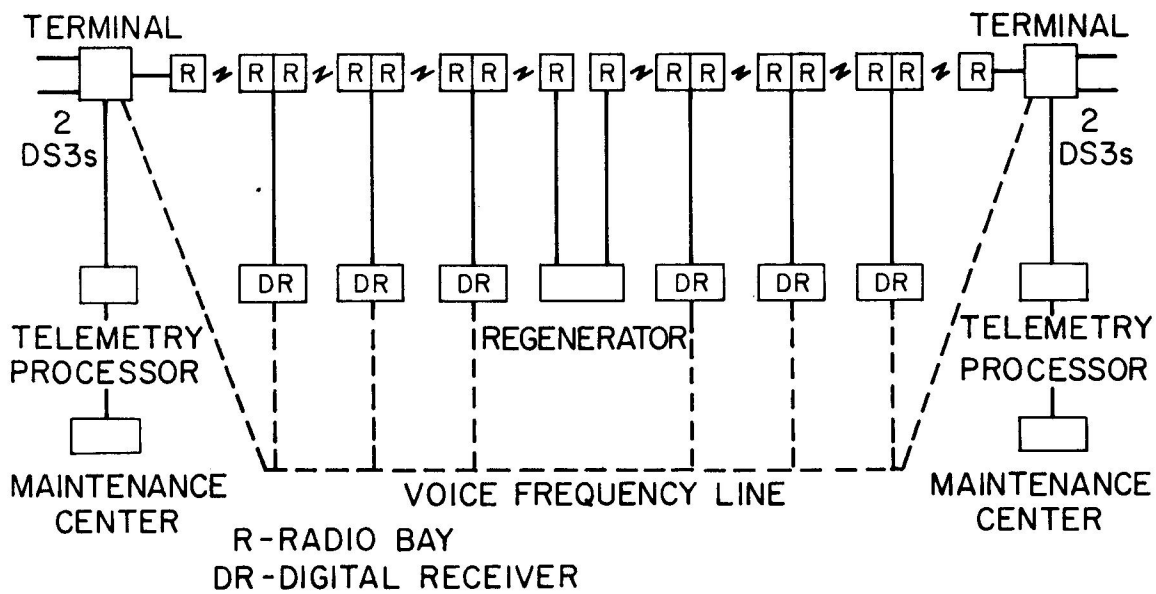 TERMINAL TERMINAL
R R R R R R R R R R R R R R R R
2 2
DS3s DS3s
DR DR DR DR DR DR
TELEMETRY REGENERATOR TELEMETRY
PROCESSOR PROCESSOR
MAINTENANCE VOICE FREQUENCY LINE MAINTENANCE
CENTER CENTER
R-RADIO BAY
DR-DIGITAL RECEIVER